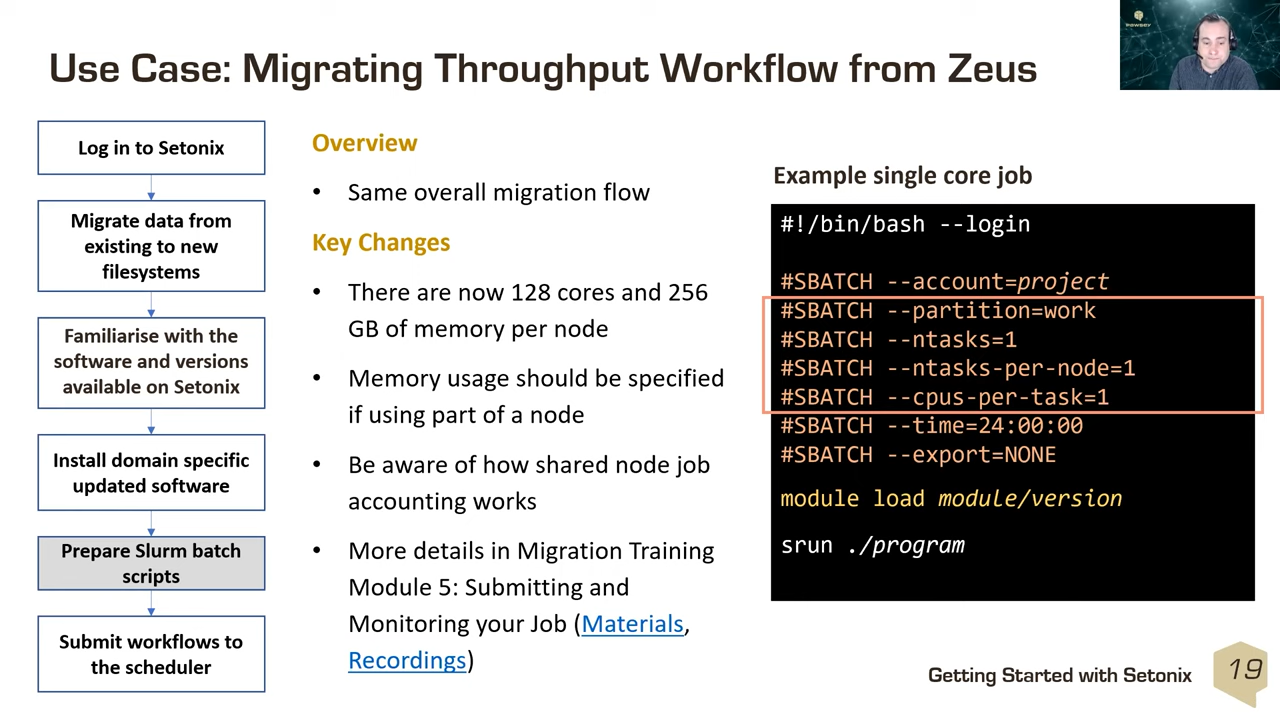 Use Case: Migrating Throughput Workflow from Zeus
Log in to Setonix
Migrate data from
existing to new
filesystems
Familiarise with the
software and versions
available on Setonix
Install domain specific
updated software
Prepare Slurm batch
scripts
Submit workflows to
the scheduler
Overview
• Same overall migration flow
Key Changes
• There are now 128 cores and 256
GB of memory per node
• Memory usage should be specified
if using part of a node
• Be aware of how shared node job
accounting works
• More details in Migration Training
Module 5: Submitting and
Monitoring your Job (Materials,
Recordings)
Example single core job
#!/bin/bash --login
#SBATCH --account=project
#SBATCH --partition=work
#SBATCH --ntasks=1
#SBATCH --ntasks-per-node=1
#SBATCH --cpus-per-task=1
#SBATCH --time=24:00:00
#SBATCH --export=NONE
module load module/version
srun ./program
Getting Started with Setonix
19